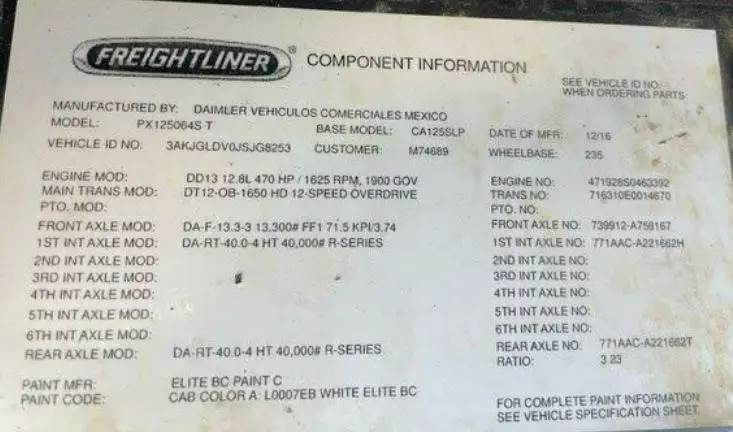 FREIGHTLINER® COMPONENT INFORMATION
SEE VEHICLE ID NO.
WHEN ORDERING PARTS
MANUFACTURED BY: DAIMLER VEHICULOS COMERCIALES MEXICO
MODEL: PX125064S T BASE MODEL: CA125SLP DATE OF MFR: 12/16
VEHICLE ID NO: 3AKJGLDV0JSJG8253 CUSTOMER: M74689 WHEELBASE: 235
ENGINE MOD: DD13 12.8L 470 HP / 1625 RPM, 1900 GOV ENGINE NO: 471928S0463392
MAIN TRANS MOD: DT12-OB-1650 HD 12-SPEED OVERDRIVE TRANS NO: 716310E0014670
PTO. MOD: PTO. NO:
FRONT AXLE MOD: DA-F-13.3-3 13.300# FF1 71.5 KPI/3.74 FRONT AXLE NO: 739912-A758167
1ST INT AXLE MOD: DA-RT-40.0-4 HT 40,000# R-SERIES 1ST INT AXLE NO: 771AAC-A221662H
2ND INT AXLE MOD: 2ND INT AXLE NO:
3RD INT AXLE MOD: 3RD INT AXLE NO:
4TH INT AXLE MOD: 4TH INT AXLE NO:
5TH INT AXLE MOD: 5TH INT AXLE NO:
6TH INT AXLE MOD: 6TH INT AXLE NO:
REAR AXLE MOD: DA-RT-40.0-4 HT 40,000# R-SERIES REAR AXLE NO: 771AAC-A221662T
RATIO: 3 23
PAINT MFR: ELITE BC PAINT C
PAINT CODE: CAB COLOR A: L0007EB WHITE ELITE BC
FOR COMPLETE PAINT INFORMATION
SEE VEHICLE SPECIFICATION SHEET.